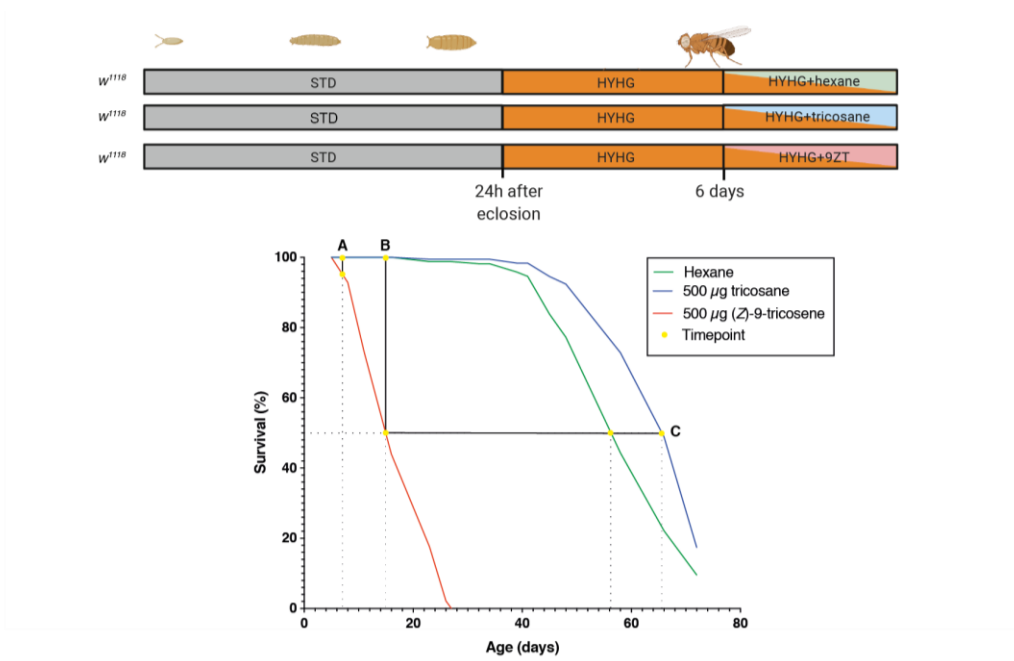 w1118 STD HYHG HYHG+hexane
w1118 STD HYHG HYHG+tricosane
w1118 STD HYHG HYHG+9ZT
24h after
eclosion
6 days
A
B
C
100
80
60
40
20
0
Survival (%)
0 20 40 60 80
Age (days)
Hexane
500 µg tricosane
500 µg (Z)-9-tricosene
Timepoint